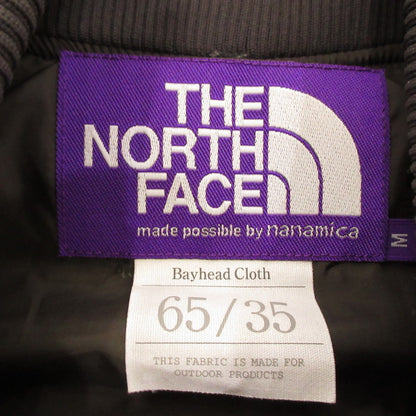 THE
NORTH
FACE
made possible by nanamica
M
Bayhead Cloth
65/35
THIS FABRIC IS MADE FOR
OUTDOOR PRODUCTS